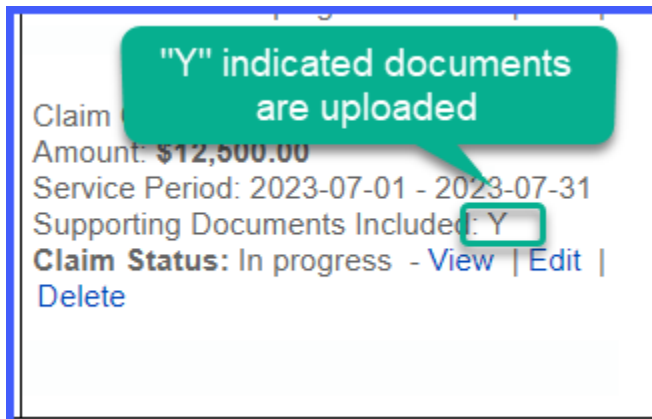 "Y" indicated documents
are uploaded
Claim
Amount: $12,500.00
Service Period: 2023-07-01 - 2023-07-31
Supporting Documents Included: Y
Claim Status: In progress - View | Edit |
Delete